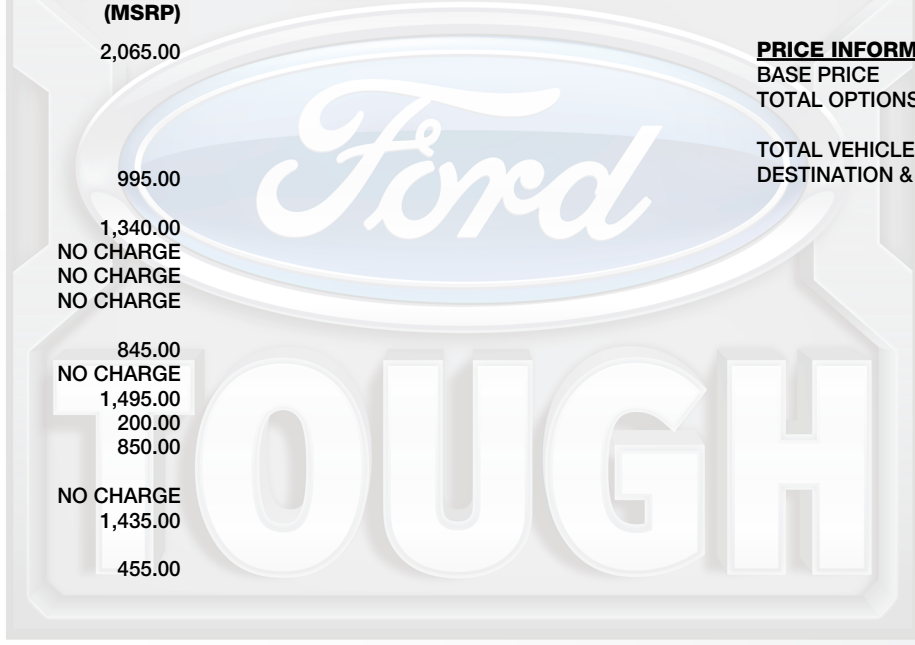 (MSRP)
2,065.00
995.00
1,340.00
NO CHARGE
NO CHARGE
NO CHARGE
845.00
NO CHARGE
1,495.00
200.00
850.00
NO CHARGE
1,435.00
455.00
PRICE INFORM
BASE PRICE
TOTAL OPTIONS
TOTAL VEHICLE
DESTINATION &
Ford
TOUGH